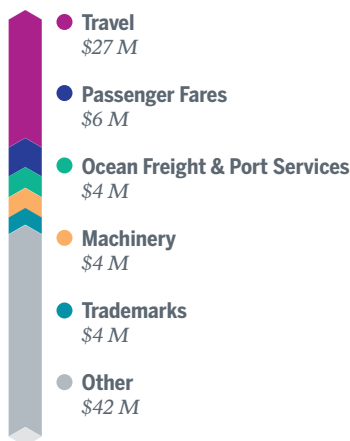 Travel
$27 M
Passenger Fares
$6 M
Ocean Freight & Port Services
$4 M
Machinery
$4 M
Trademarks
$4 M
Other
$42 M